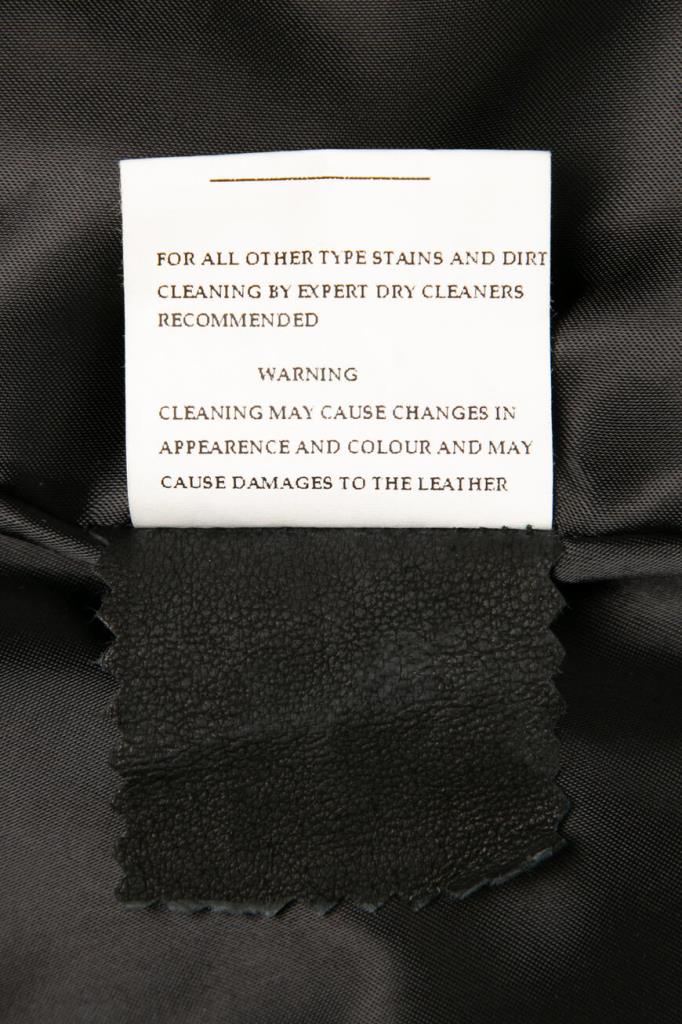 FOR ALL OTHER TYPE STAINS AND DIRT
CLEANING BY EXPERT DRY CLEANERS
RECOMMENDED
WARNING
CLEANING MAY CAUSE CHANGES IN
APPEARENCE AND COLOUR AND MAY
CAUSE DAMAGES TO THE LEATHER